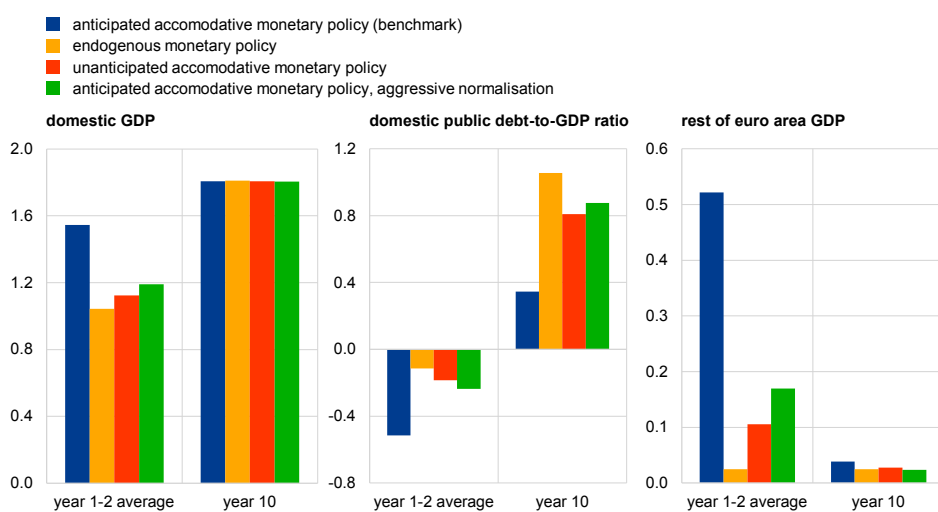 anticipated accomodative monetary policy (benchmark)
endogenous monetary policy
unanticipated accomodative monetary policy
anticipated accomodative monetary policy, aggressive normalisation
domestic GDP
2.0
1.6
1.2
0.8
0.4
0.0
year 1-2 average year 10
domestic public debt-to-GDP ratio
1.2
0.8
0.4
0.0
-0.4
-0.8
year 1-2 average year 10
rest of euro area GDP
0.6
0.5
0.4
0.3
0.2
0.1
0.0
year 1-2 average year 10